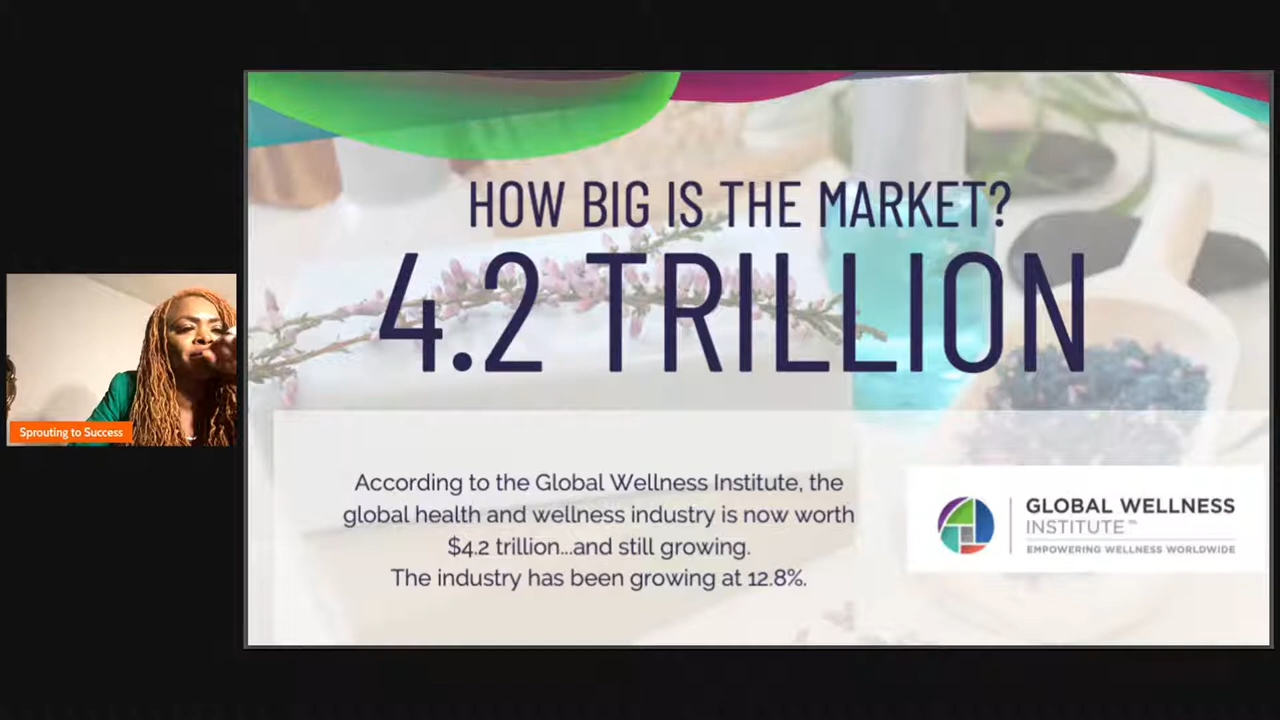 HOW BIG IS THE MARKET?
4.2 TRILLION
Sprouting to Success
According to the Global Wellness Institute, the
global health and wellness industry is now worth
$4.2 trillion...and still growing.
The industry has been growing at 12.8%.
GLOBAL WELLNESS
INSTITUTE™
EMPOWERING WELLNESS WORLDWIDE